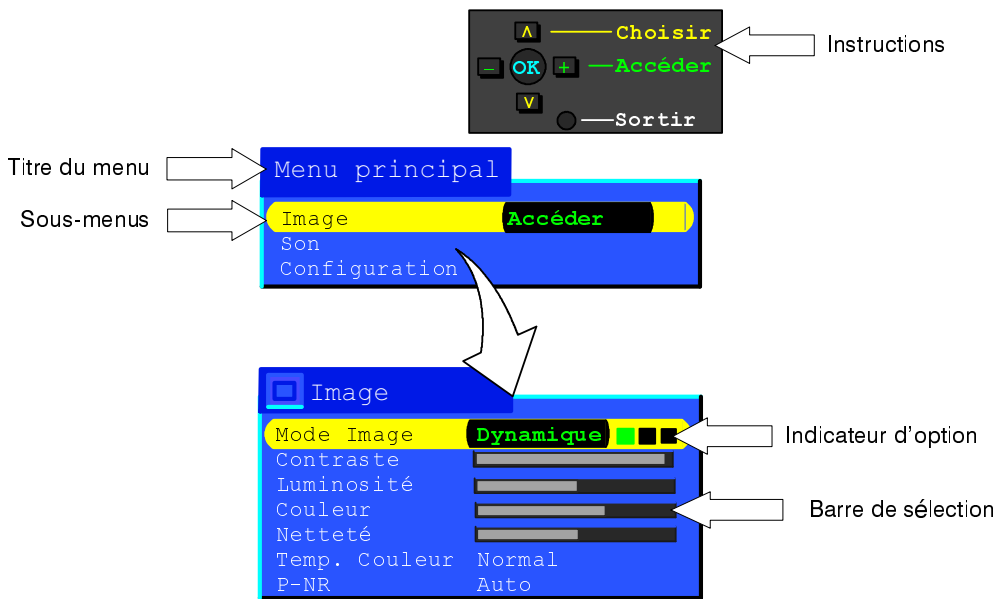 ∧ Choisir
Instructions
− OK + Accéder
∨
Sortir
Titre du menu
Menu principal
Sous-menus
Image Accéder
Son
Configuration
Image
Mode Image Dynamique
Indicateur d'option
Contraste
Luminosité
Couleur
Barre de sélection
Netteté
Temp. Couleur Normal
P-NR Auto